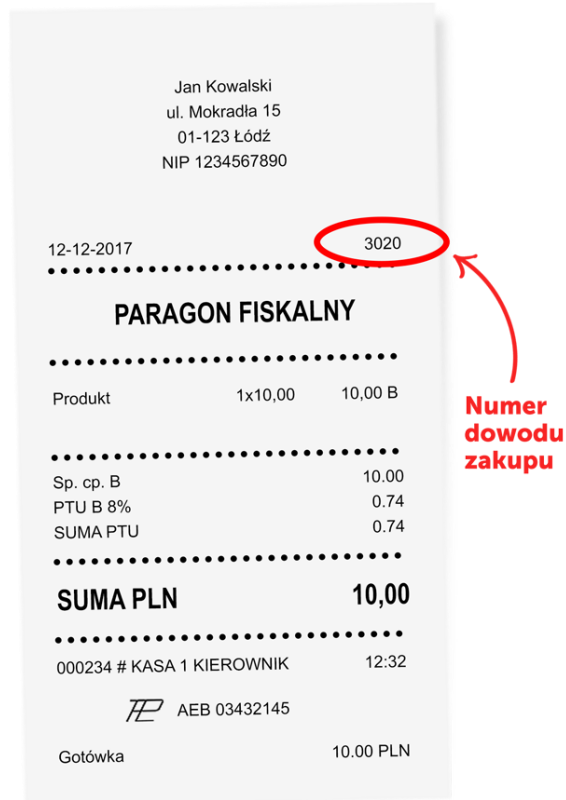 Jan Kowalski
ul. Mokradła 15
01-123 Łódź
NIP 1234567890
12-12-2017 3020
PARAGON FISKALNY
Produkt 1x10,00 10,00 B
Numer
dowodu
zakupu
Sp. cp. B 10.00
PTU B 8% 0.74
SUMA PTU 0.74
SUMA PLN 10,00
000234 # KASA 1 KIEROWNIK 12:32
AEB 03432145
Gotówka 10.00 PLN